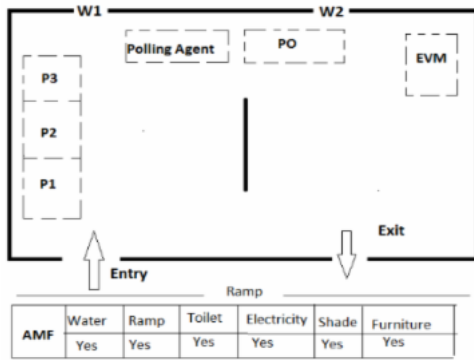 W1 W2
Polling Agent PO EVM
P3
P2
P1
Exit
Entry
Ramp
AMF Water Ramp Toilet Electricity Shade Furniture
Yes Yes Yes Yes Yes Yes